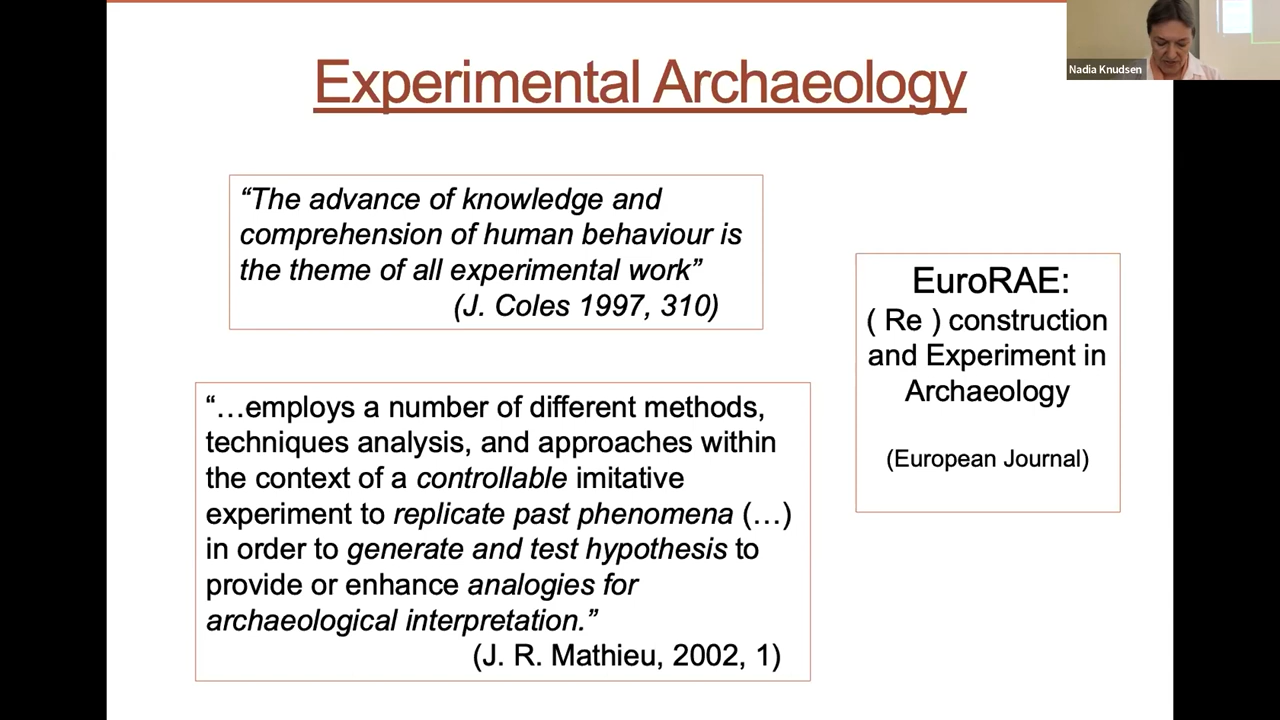 Experimental Archaeology
Nadia Knudsen
“The advance of knowledge and
comprehension of human behaviour is
the theme of all experimental work”
(J. Coles 1997, 310)
EuroRAE:
( Re ) construction
and Experiment in
Archaeology
(European Journal)
“…employs a number of different methods,
techniques analysis, and approaches within
the context of a controllable imitative
experiment to replicate past phenomena (…)
in order to generate and test hypothesis to
provide or enhance analogies for
archaeological interpretation.”
(J. R. Mathieu, 2002, 1)